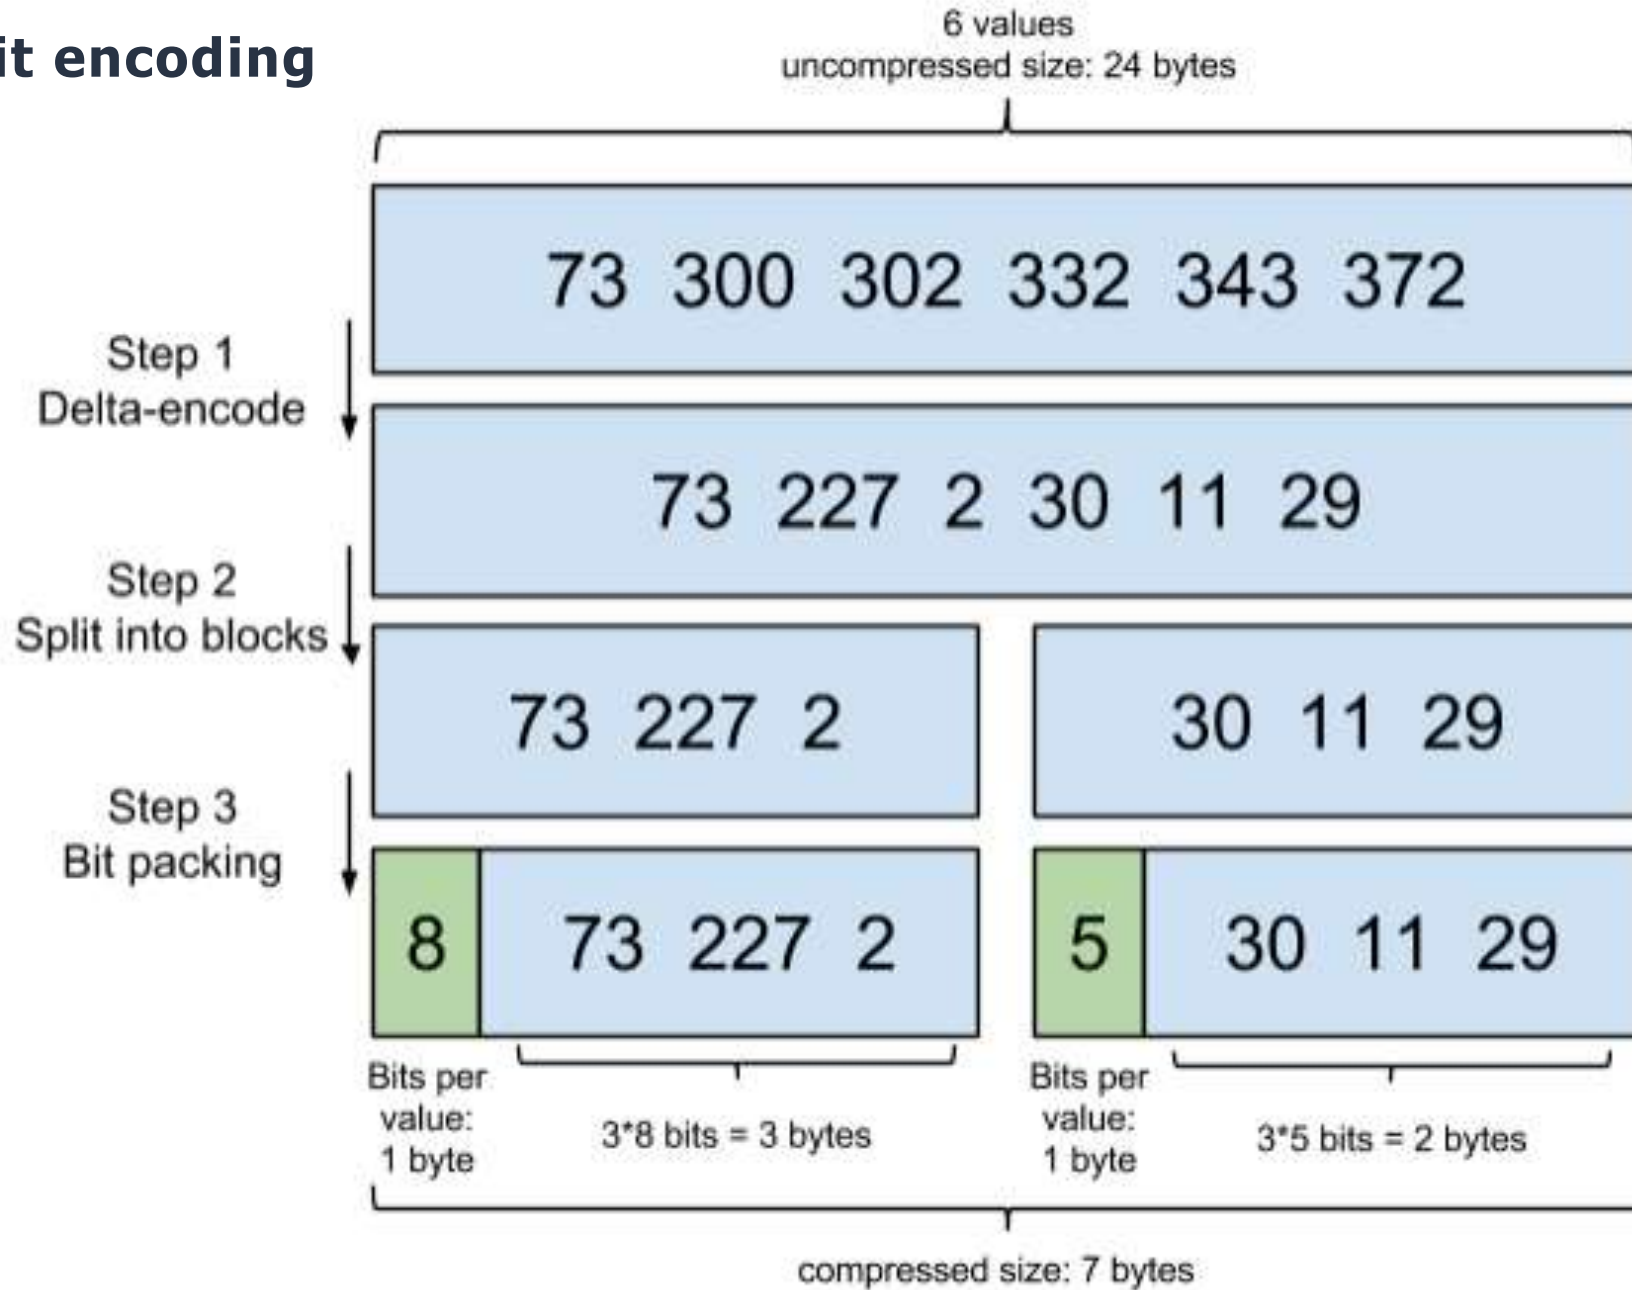 it encoding
6 values
uncompressed size: 24 bytes
73 300 302 332 343 372
Step 1
Delta-encode
73 227 2 30 11 29
Step 2
Split into blocks
73 227 2
30 11 29
Step 3
Bit packing
8
73 227 2
5
30 11 29
Bits per
value:
1 byte
3*8 bits = 3 bytes
Bits per
value:
1 byte
3*5 bits = 2 bytes
compressed size: 7 bytes